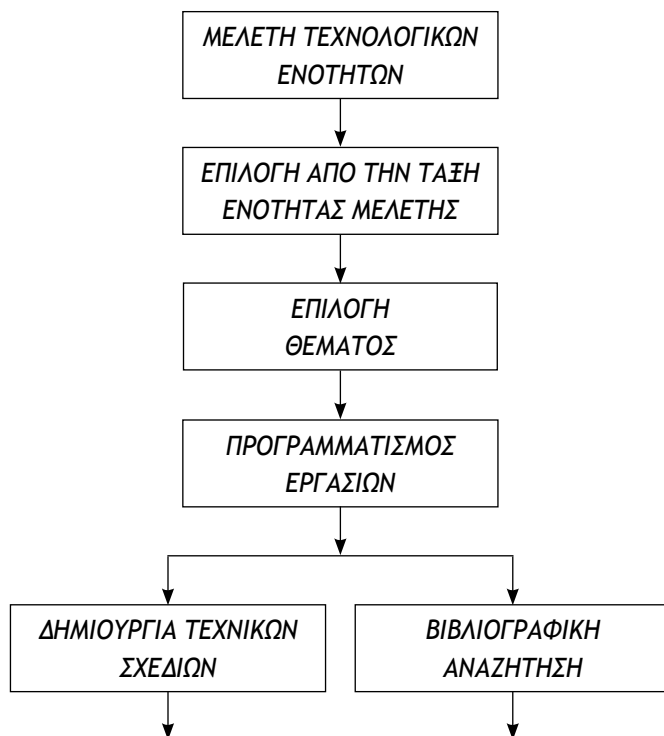 ΜΕΛΕΤΗ ΤΕΧΝΟΛΟΓΙΚΩΝ
ΕΝΟΤΗΤΩΝ
ΕΠΙΛΟΓΗ ΑΠΟ ΤΗΝ ΤΑΞΗ
ΕΝΟΤΗΤΑΣ ΜΕΛΕΤΗΣ
ΕΠΙΛΟΓΗ
ΘΕΜΑΤΟΣ
ΠΡΟΓΡΑΜΜΑΤΙΣΜΟΣ
ΕΡΓΑΣΙΩΝ
ΔΗΜΙΟΥΡΓΙΑ ΤΕΧΝΙΚΩΝ
ΣΧΕΔΙΩΝ
ΒΙΒΛΙΟΓΡΑΦΙΚΗ
ΑΝΑΖΗΤΗΣΗ